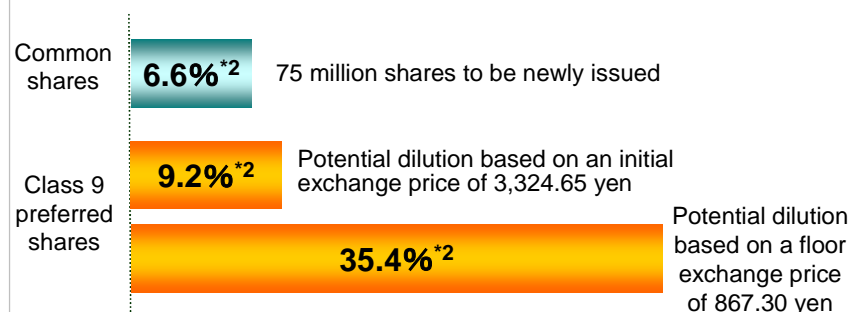 Common
shares
6.6%*2
75 million shares to be newly issued
Class 9
preferred
shares
9.2%*2
Potential dilution based on an initial
exchange price of 3,324.65 yen
35.4%*2
Potential dilution
based on a floor
exchange price
of 867.30 yen